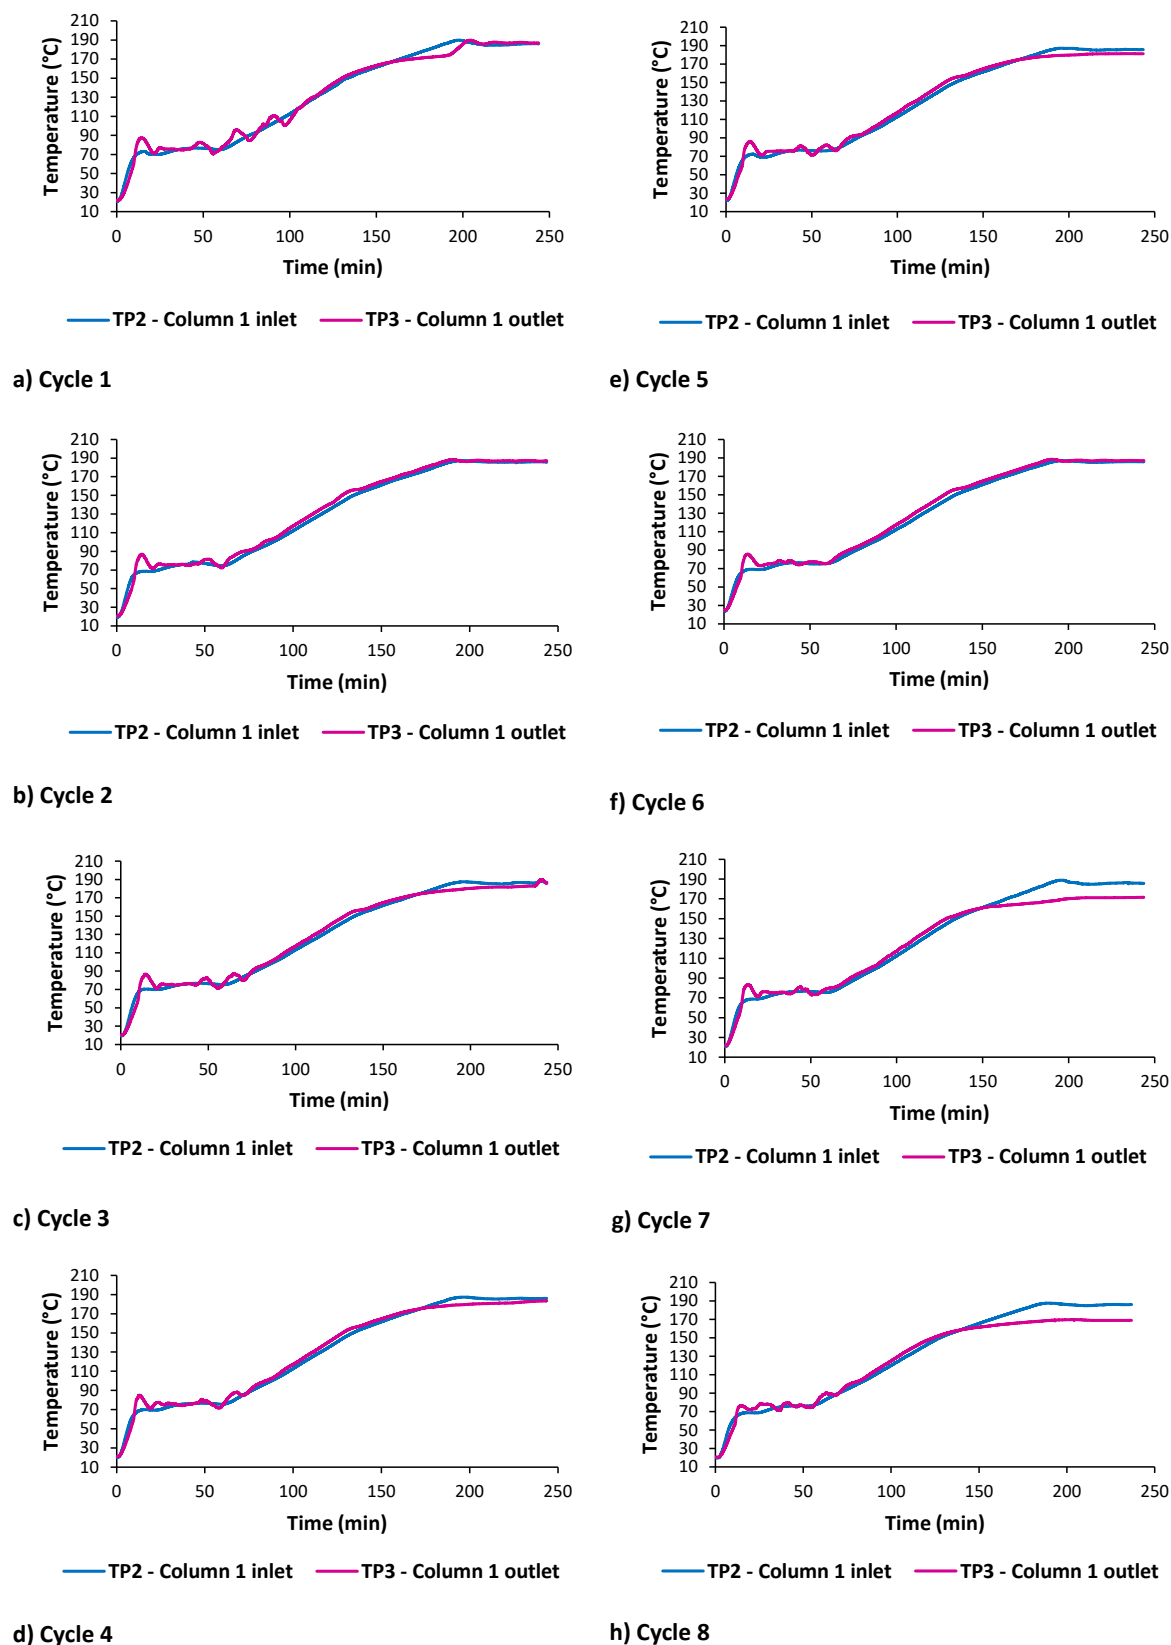 210
190
170
150
130
110
90
70
50
30
10
Temperature (°C)
0 50 100 150 200 250
Time (min)
TP2 - Column 1 inlet TP3 - Column 1 outlet
a) Cycle 1
210
190
170
150
130
110
90
70
50
30
10
Temperature (°C)
0 50 100 150 200 250
Time (min)
TP2 - Column 1 inlet TP3 - Column 1 outlet
e) Cycle 5
210
190
170
150
130
110
90
70
50
30
10
Temperature (°C)
0 50 100 150 200 250
Time (min)
TP2 - Column 1 inlet TP3 - Column 1 outlet
b) Cycle 2
210
190
170
150
130
110
90
70
50
30
10
Temperature (°C)
0 50 100 150 200 250
Time (min)
TP2 - Column 1 inlet TP3 - Column 1 outlet
f) Cycle 6
210
190
170
150
130
110
90
70
50
30
10
Temperature (°C)
0 50 100 150 200 250
Time (min)
TP2 - Column 1 inlet TP3 - Column 1 outlet
c) Cycle 3
210
190
170
150
130
110
90
70
50
30
10
Temperature (°C)
0 50 100 150 200 250
Time (min)
TP2 - Column 1 inlet TP3 - Column 1 outlet
g) Cycle 7
210
190
170
150
130
110
90
70
50
30
10
Temperature (°C)
0 50 100 150 200 250
Time (min)
TP2 - Column 1 inlet TP3 - Column 1 outlet
d) Cycle 4
210
190
170
150
130
110
90
70
50
30
10
Temperature (°C)
0 50 100 150 200 250
Time (min)
TP2 - Column 1 inlet TP3 - Column 1 outlet
h) Cycle 8